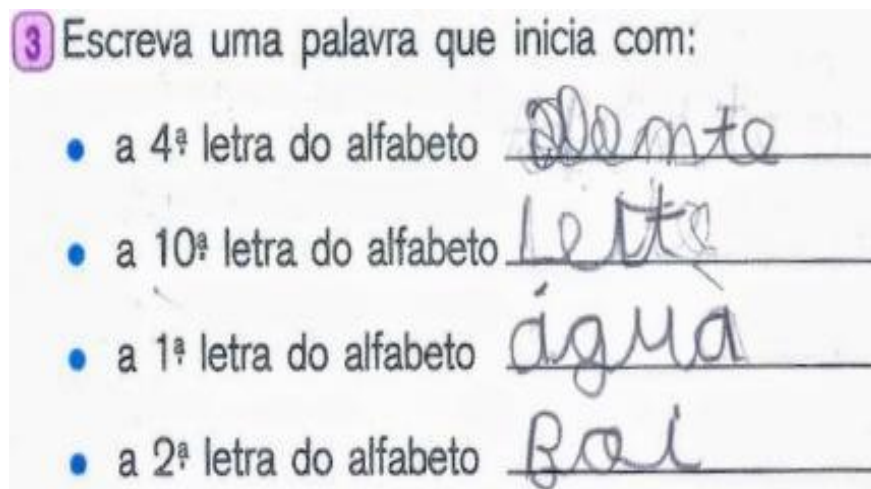 3 Escreva uma palavra que inicia com:
• a 4ª letra do alfabeto
• a 10ª letra do alfabeto Leite
• a 1ª letra do alfabeto água
• a 2ª letra do alfabeto Boi